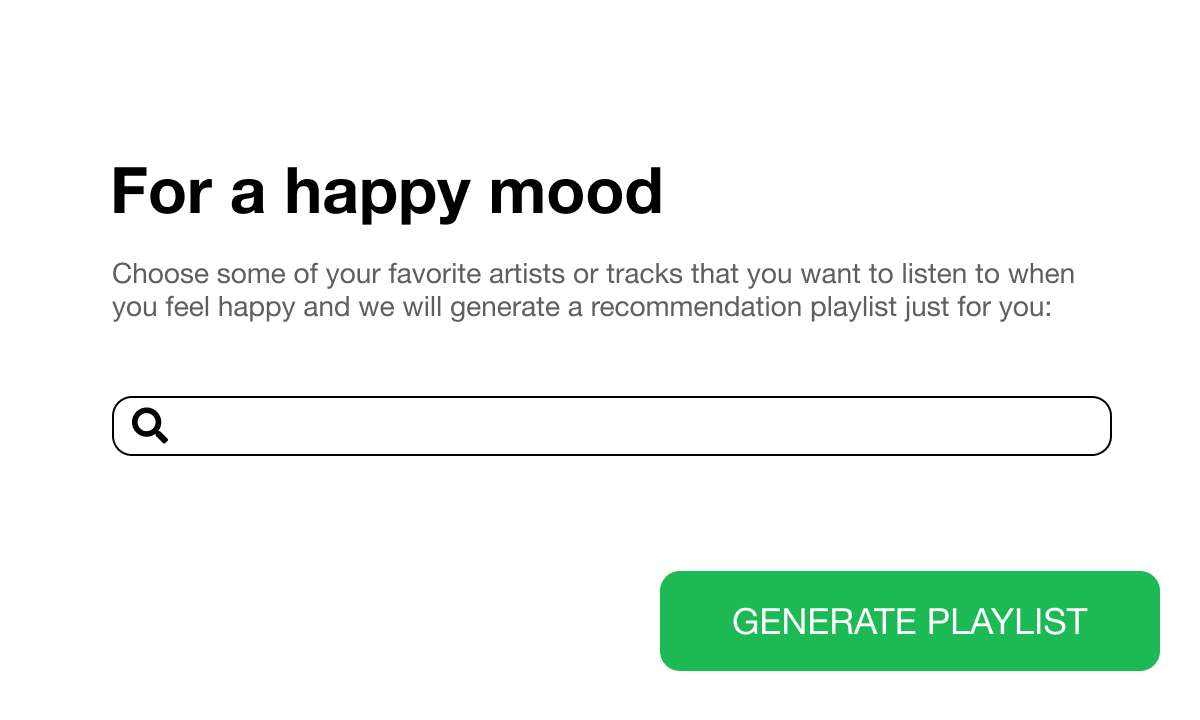 For a happy mood
Choose some of your favorite artists or tracks that you want to listen to when
you feel happy and we will generate a recommendation playlist just for you:
GENERATE PLAYLIST